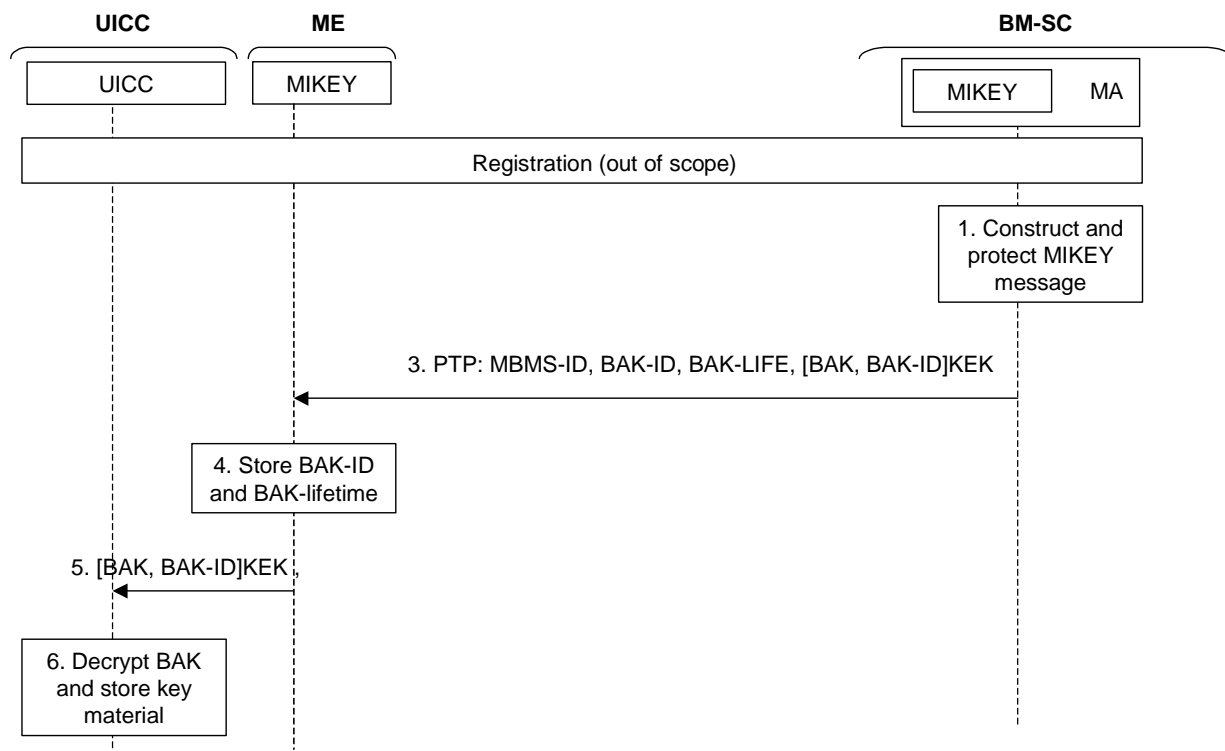 UICC
ME
BM-SC
UICC
MIKEY
MIKEY
MA
Registration (out of scope)
1. Construct and
protect MIKEY
message
3. PTP: MBMS-ID, BAK-ID, BAK-LIFE, [BAK, BAK-ID]KEK
4. Store BAK-ID
and BAK-lifetime
5. [BAK, BAK-ID]KEK ,
6. Decrypt BAK
and store key
material